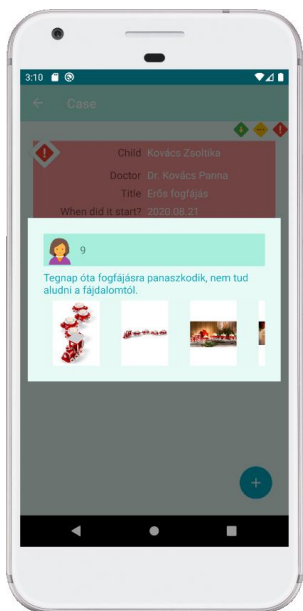 3:10
Case
Child Kovács Zsoltika
Doctor Dr. Kovács Panna
Title Erős fogfájás
When did it start? 2020.08.21
9
Tegnap óta fogfájásra panaszkodik, nem tud
aludni a fájdalomtól.